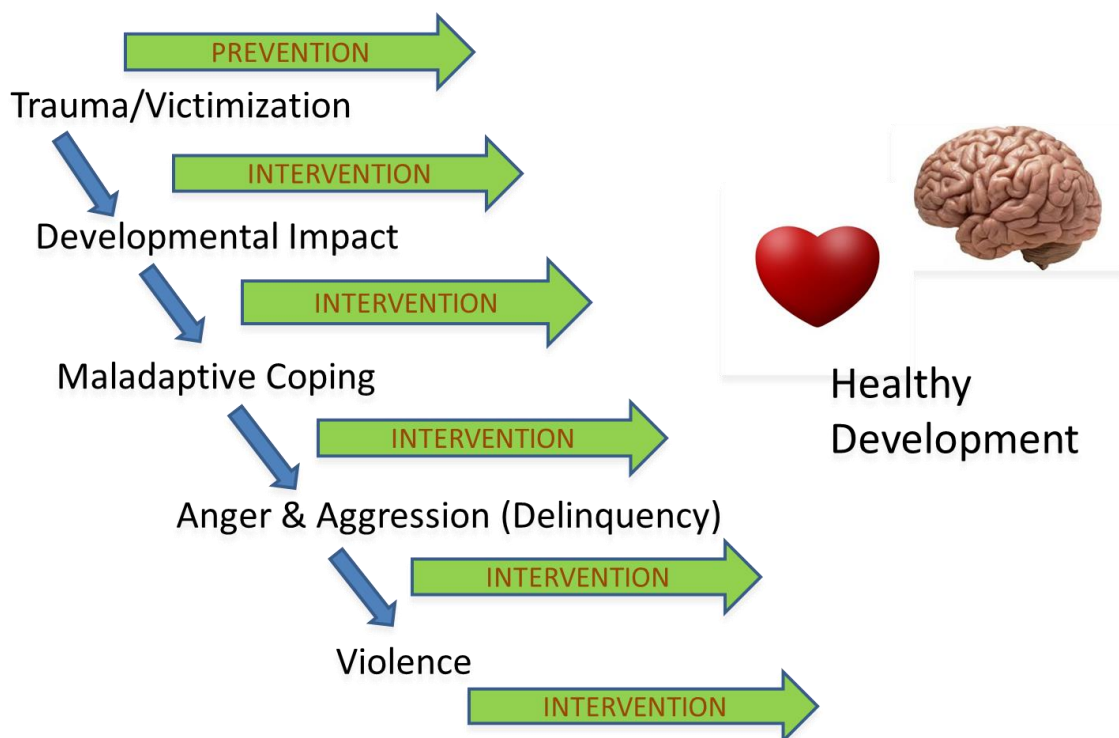 PREVENTION
Trauma/Victimization
INTERVENTION
Developmental Impact
INTERVENTION
Maladaptive Coping
Healthy
Development
INTERVENTION
Anger & Aggression (Delinquency)
INTERVENTION
Violence
INTERVENTION